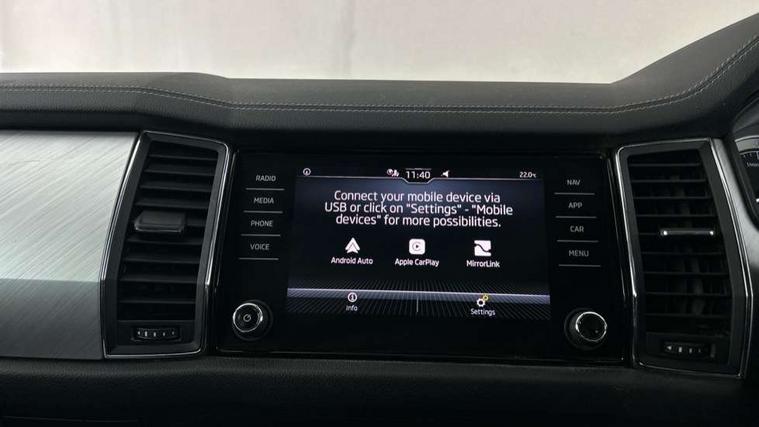 RADIO
MEDIA
PHONE
VOICE
11:40
22.0°C
Connect your mobile device via
USB or click on "Settings" - "Mobile
devices" for more possibilities.
Android Auto
Apple CarPlay
MirrorLink
Info
Settings
NAV
APP
CAR
MENU